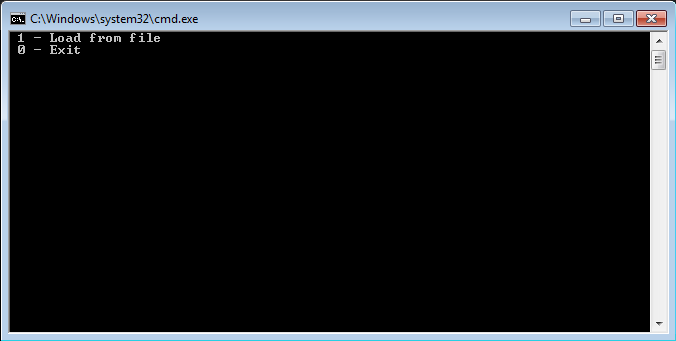 C:\Windows\system32\cmd.exe
1 - Load from file
0 - Exit